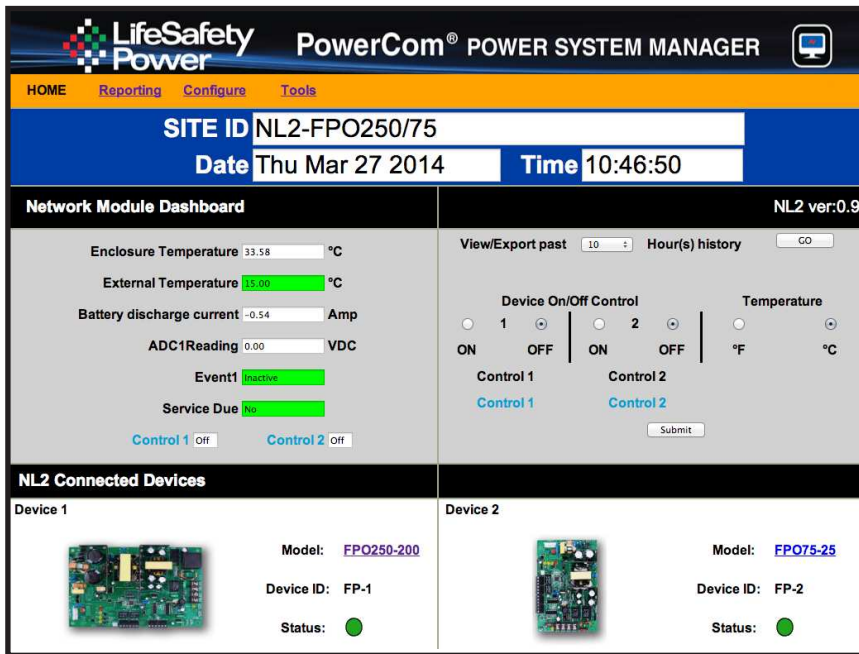 LifeSafety Power
PowerCom® POWER SYSTEM MANAGER
HOME Reporting Configure Tools
SITE ID NL2-FPO250/75
Date Thu Mar 27 2014 Time 10:46:50
Network Module Dashboard
NL2 ver:0.9
Enclosure Temperature 33.58 °C
External Temperature 15.00 °C
Battery discharge current -0.54 Amp
ADC1Reading 0.00 VDC
Event1 Inactive
Service Due No
Control 1 Off Control 2 Off
View/Export past 10 Hour(s) history GO
Device On/Off Control
Temperature
1 2
ON OFF ON OFF °F °C
Control 1 Control 2
Control 1 Control 2
Submit
NL2 Connected Devices
Device 1
Model: FPO250-200
Device ID: FP-1
Status:
Device 2
Model: FPO75-25
Device ID: FP-2
Status: